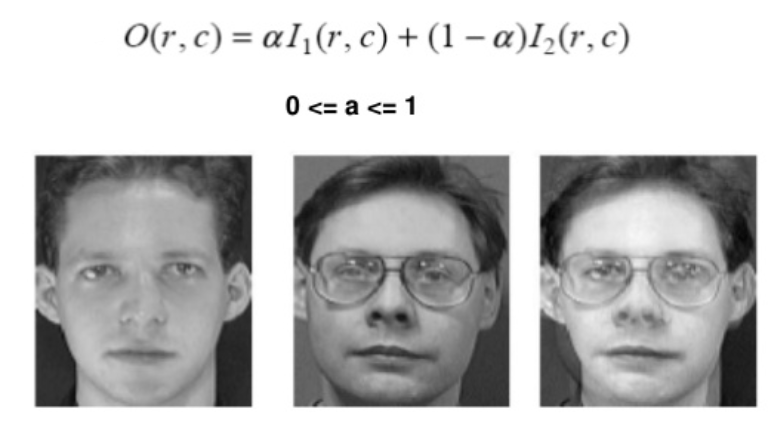 O(r, c) = αI₁(r, c) + (1 − α)I₂(r, c)
0 <= a <= 1